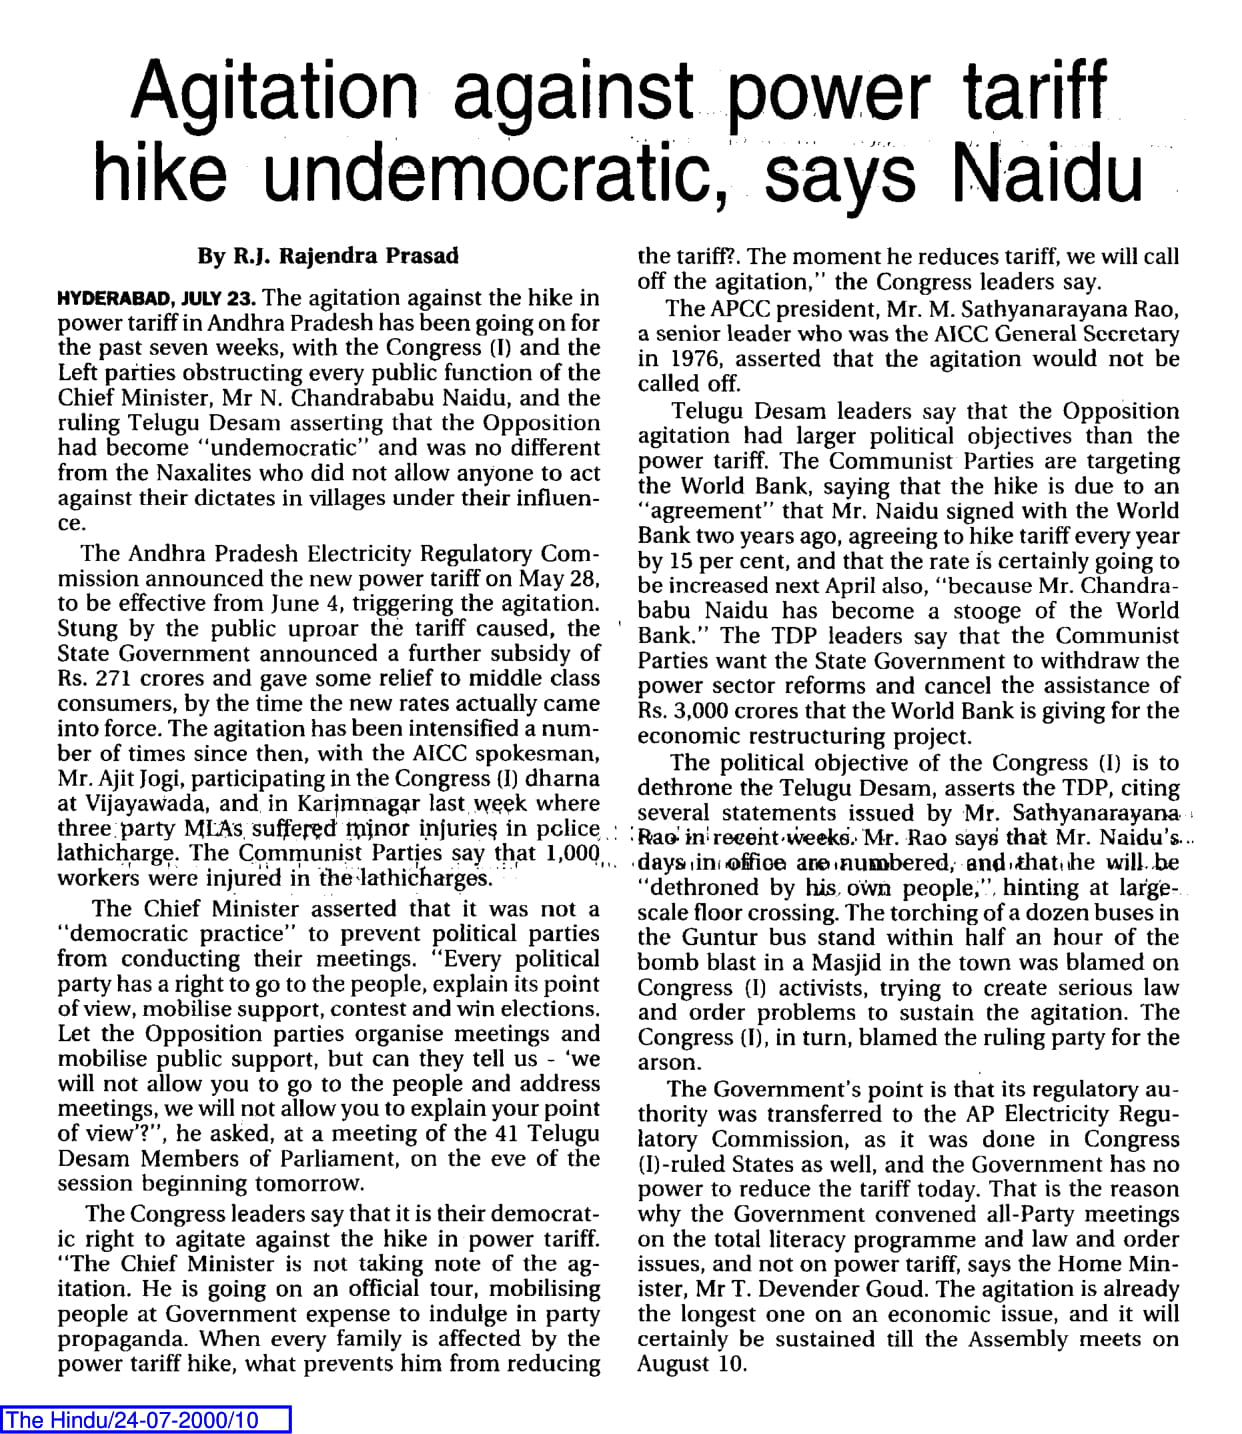 Agitation against power tariff
hike undemocratic, says Naidu
By R.J. Rajendra Prasad
HYDERABAD, JULY 23. The agitation against the hike in
power tariff in Andhra Pradesh has been going on for
the past seven weeks, with the Congress (I) and the
Left parties obstructing every public function of the
Chief Minister, Mr N. Chandrababu Naidu, and the
ruling Telugu Desam asserting that the Opposition
had become "undemocratic" and was no different
from the Naxalites who did not allow anyone to act
against their dictates in villages under their influen-
ce.
The Andhra Pradesh Electricity Regulatory Com-
mission announced the new power tariff on May 28,
to be effective from June 4, triggering the agitation.
Stung by the public uproar the tariff caused, the
State Government announced a further subsidy of
Rs. 271 crores and gave some relief to middle class
consumers, by the time the new rates actually came
into force. The agitation has been intensified a num-
ber of times since then, with the AICC spokesman,
Mr. Ajit Jogi, participating in the Congress (I) dharna
at Vijayawada, and in Karimnagar last week where
three party MLAs suffered minor injuries in police
lathicharge. The Communist Parties say that 1,000
workers were injured in the lathicharges.
The Chief Minister asserted that it was not a
"democratic practice" to prevent political parties
from conducting their meetings. "Every political
party has a right to go to the people, explain its point
of view, mobilise support, contest and win elections.
Let the Opposition parties organise meetings and
mobilise public support, but can they tell us - 'we
will not allow you to go to the people and address
meetings, we will not allow you to explain your point
of view'?", he asked, at a meeting of the 41 Telugu
Desam Members of Parliament, on the eve of the
session beginning tomorrow.
The Congress leaders say that it is their democrat-
ic right to agitate against the hike in power tariff.
"The Chief Minister is not taking note of the ag-
itation. He is going on an official tour, mobilising
people at Government expense to indulge in party
propaganda. When every family is affected by the
power tariff hike, what prevents him from reducing
the tariff?. The moment he reduces tariff, we will call
off the agitation," the Congress leaders say.
The APCC president, Mr. M. Sathyanarayana Rao,
a senior leader who was the AICC General Secretary
in 1976, asserted that the agitation would not be
called off.
Telugu Desam leaders say that the Opposition
agitation had larger political objectives than the
power tariff. The Communist Parties are targeting
the World Bank, saying that the hike is due to an
"agreement" that Mr. Naidu signed with the World
Bank two years ago, agreeing to hike tariff every year
by 15 per cent, and that the rate is certainly going to
be increased next April also, "because Mr. Chandra-
babu Naidu has become a stooge of the World
Bank." The TDP leaders say that the Communist
Parties want the State Government to withdraw the
power sector reforms and cancel the assistance of
Rs. 3,000 crores that the World Bank is giving for the
economic restructuring project.
The political objective of the Congress (I) is to
dethrone the Telugu Desam, asserts the TDP, citing
several statements issued by Mr. Sathyanarayana
Rao in recent weeks. Mr. Rao says that Mr. Naidu's
days in office are numbered, and that he will be
"dethroned by his own people," hinting at large-
scale floor crossing. The torching of a dozen buses in
the Guntur bus stand within half an hour of the
bomb blast in a Masjid in the town was blamed on
Congress (I) activists, trying to create serious law
and order problems to sustain the agitation. The
Congress (I), in turn, blamed the ruling party for the
arson.
The Government's point is that its regulatory au-
thority was transferred to the AP Electricity Regu-
latory Commission, as it was done in Congress
(I)-ruled States as well, and the Government has no
power to reduce the tariff today. That is the reason
why the Government convened all-Party meetings
on the total literacy programme and law and order
issues, and not on power tariff, says the Home Min-
ister, Mr T. Devender Goud. The agitation is already
the longest one on an economic issue, and it will
certainly be sustained till the Assembly meets on
August 10.
The Hindu/24-07-2000/10